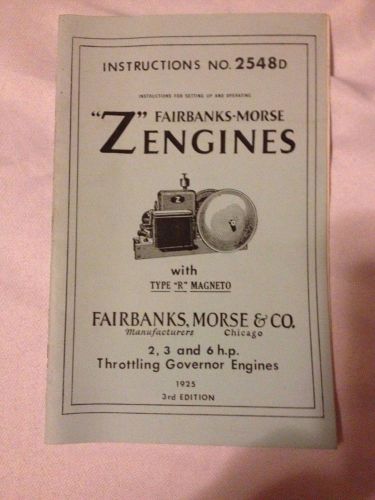 INSTRUCTIONS NO. 2548D
INSTRUCTIONS FOR SETTING UP AND OPERATING
"Z" FAIRBANKS-MORSE
ENGINES
Z
with
TYPE "R" MAGNETO
FAIRBANKS, MORSE & CO.
Manufacturers Chicago
2, 3 and 6 h.p.
Throttling Governor Engines
1925
3rd EDITION